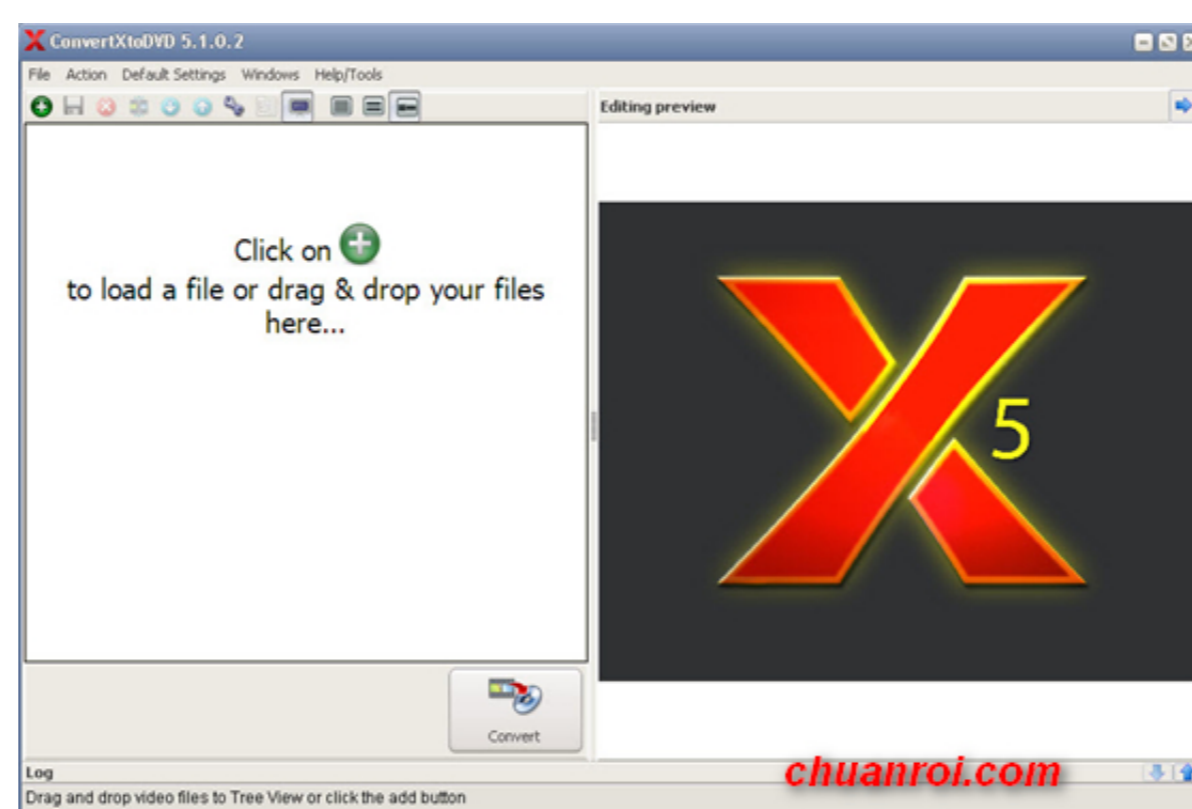 ConvertXtoDVD 5.1.0.2
File Action Default Settings Windows Help/Tools
Editing preview
Click on
to load a file or drag & drop your files
here...
5
Convert
Log
chuanroi.com
Drag and drop video files to Tree View or click the add button